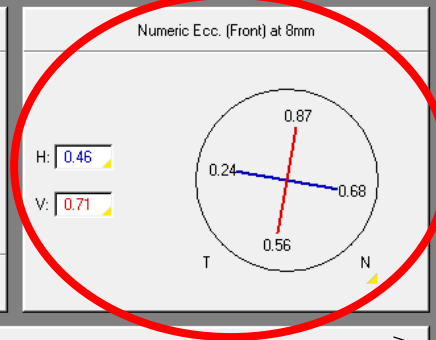 Numeric Ecc. (Front) at 8mm
0.87
H: 0.46
0.24
0.68
V: 0.71
0.56
T
N